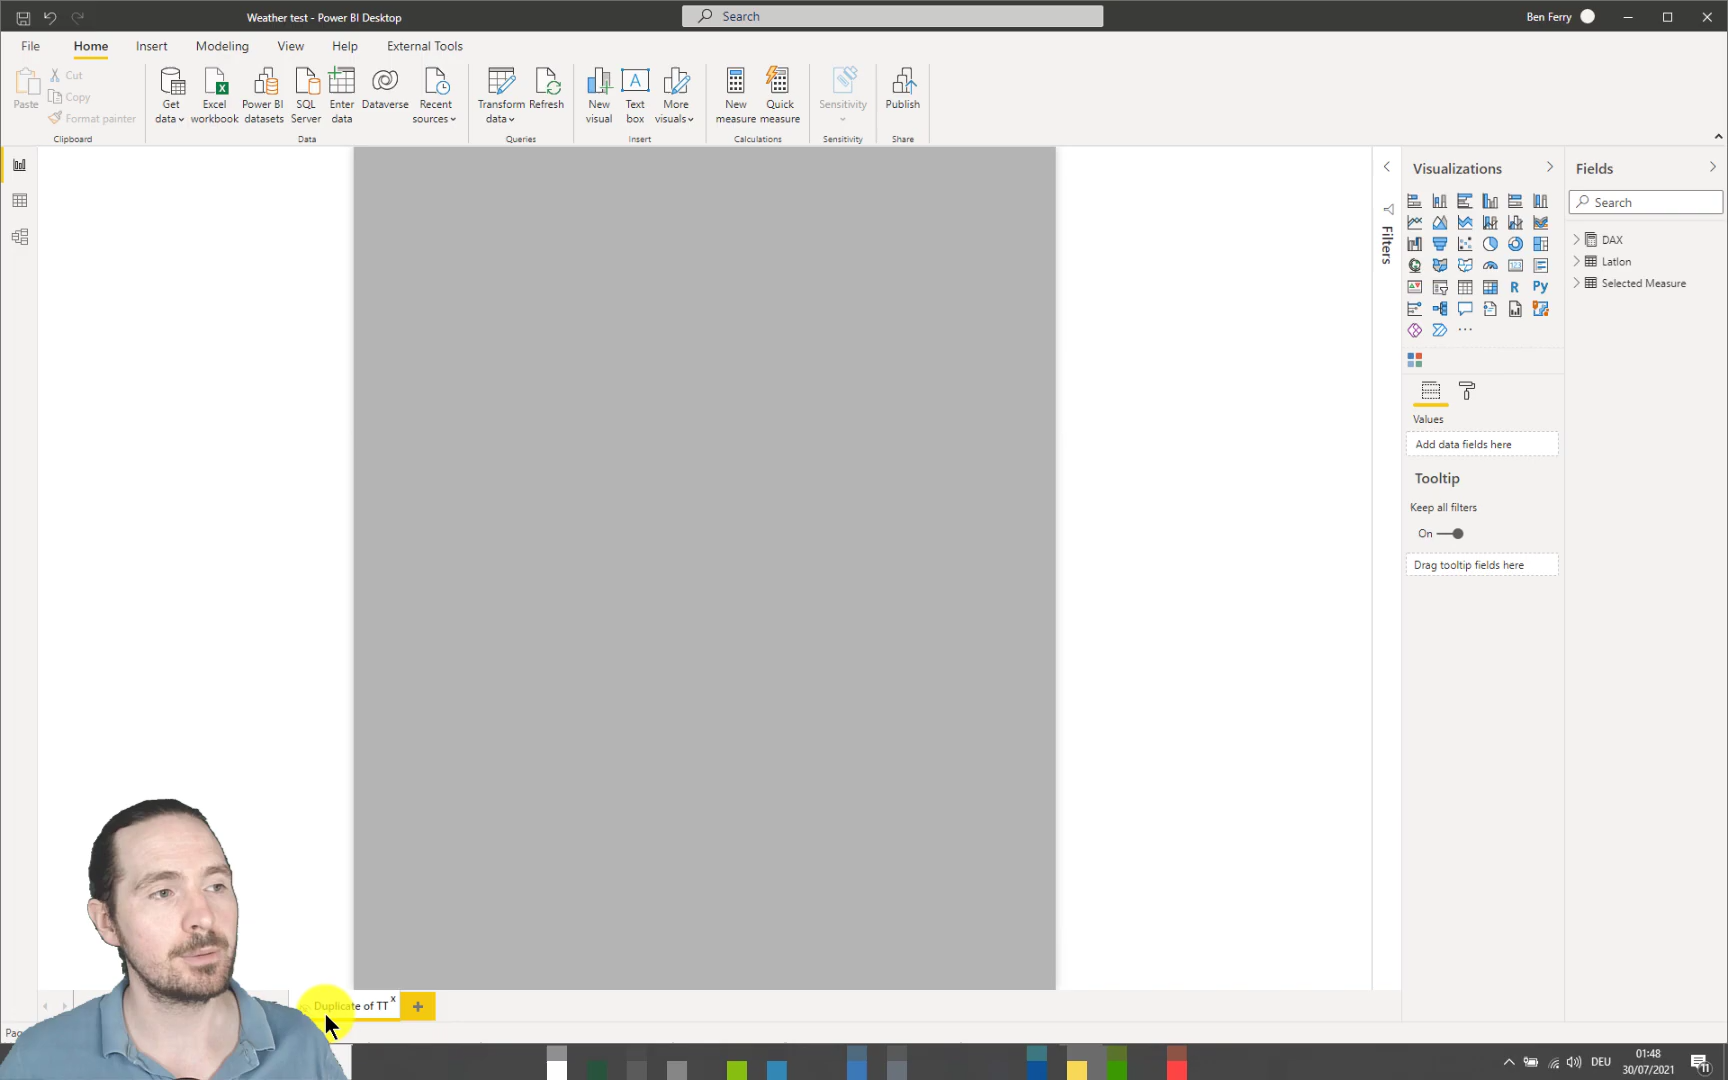 Weather test - Power BI Desktop
Search
Ben Ferry
File
Home
Insert
Modeling
View
Help
External Tools
Paste
Cut
Copy
Format painter
Clipboard
Get data
Excel workbook
Power BI datasets
SQL Server
Enter data
Dataverse
Recent sources
Data
Transform data
Refresh
Queries
New visual
Text box
More visuals
Insert
New measure
Quick measure
Calculations
Sensitivity
Sensitivity
Publish
Share
Filters
Visualizations
R
Py
Values
Add data fields here
Tooltip
Keep all filters
On
Drag tooltip fields here
Fields
Search
DAX
Latlon
Selected Measure
Duplicate of TT
DEU
01:48
30/07/2021